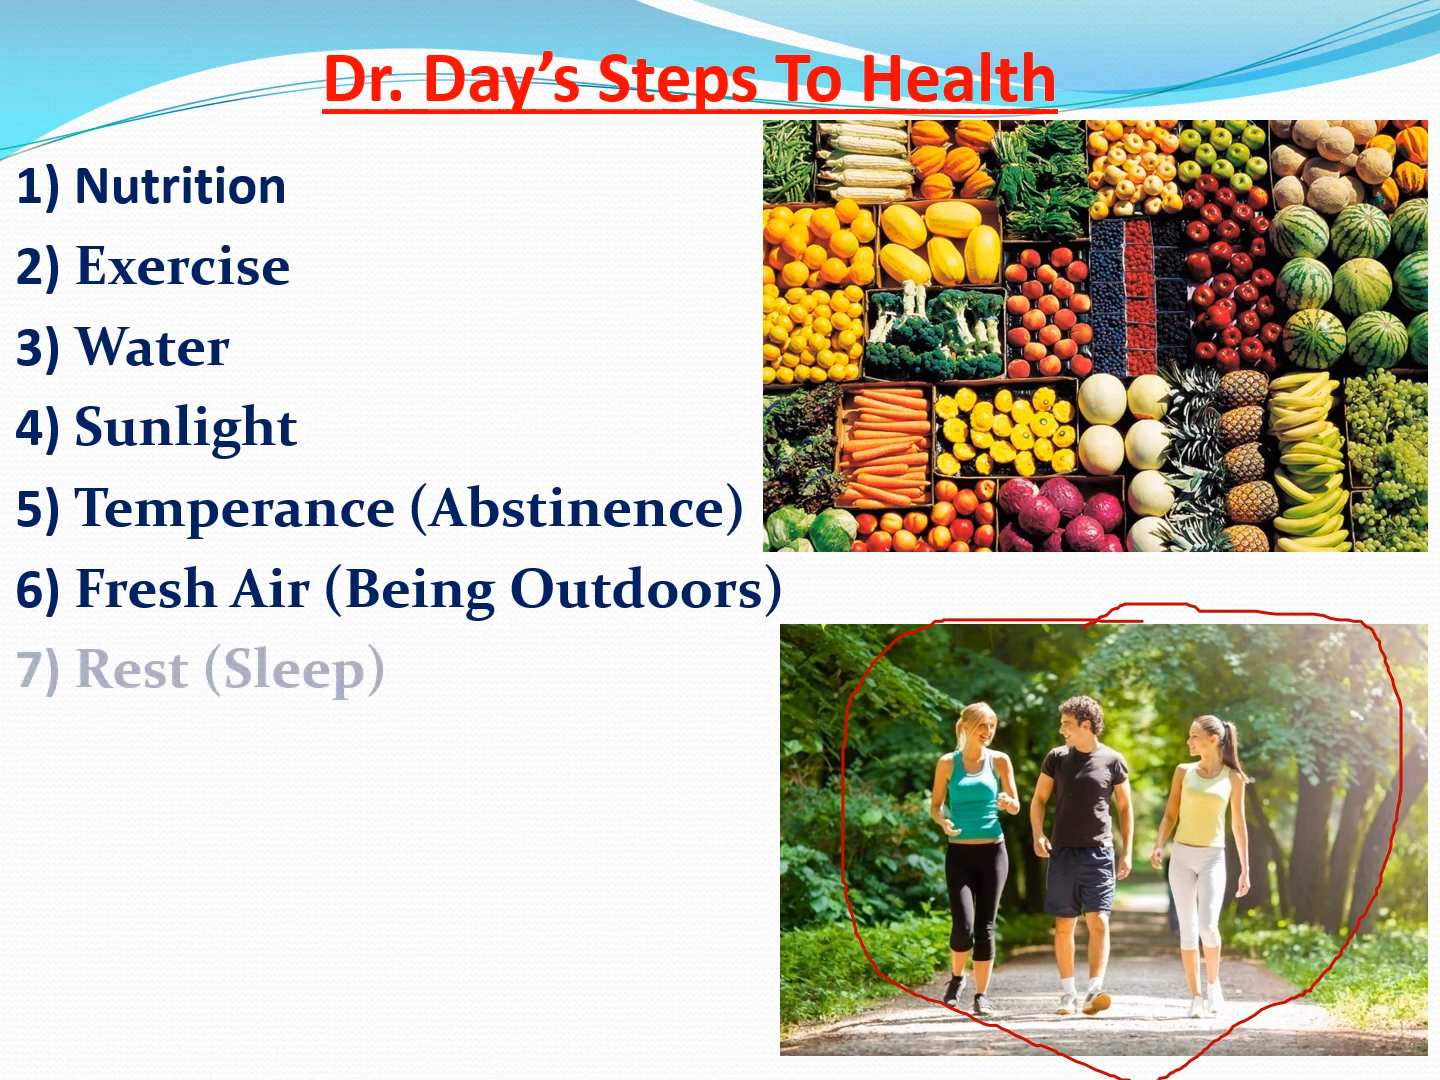 Dr. Day’s Steps To Health
1) Nutrition
2) Exercise
3) Water
4) Sunlight
5) Temperance (Abstinence)
6) Fresh Air (Being Outdoors)
7) Rest (Sleep)